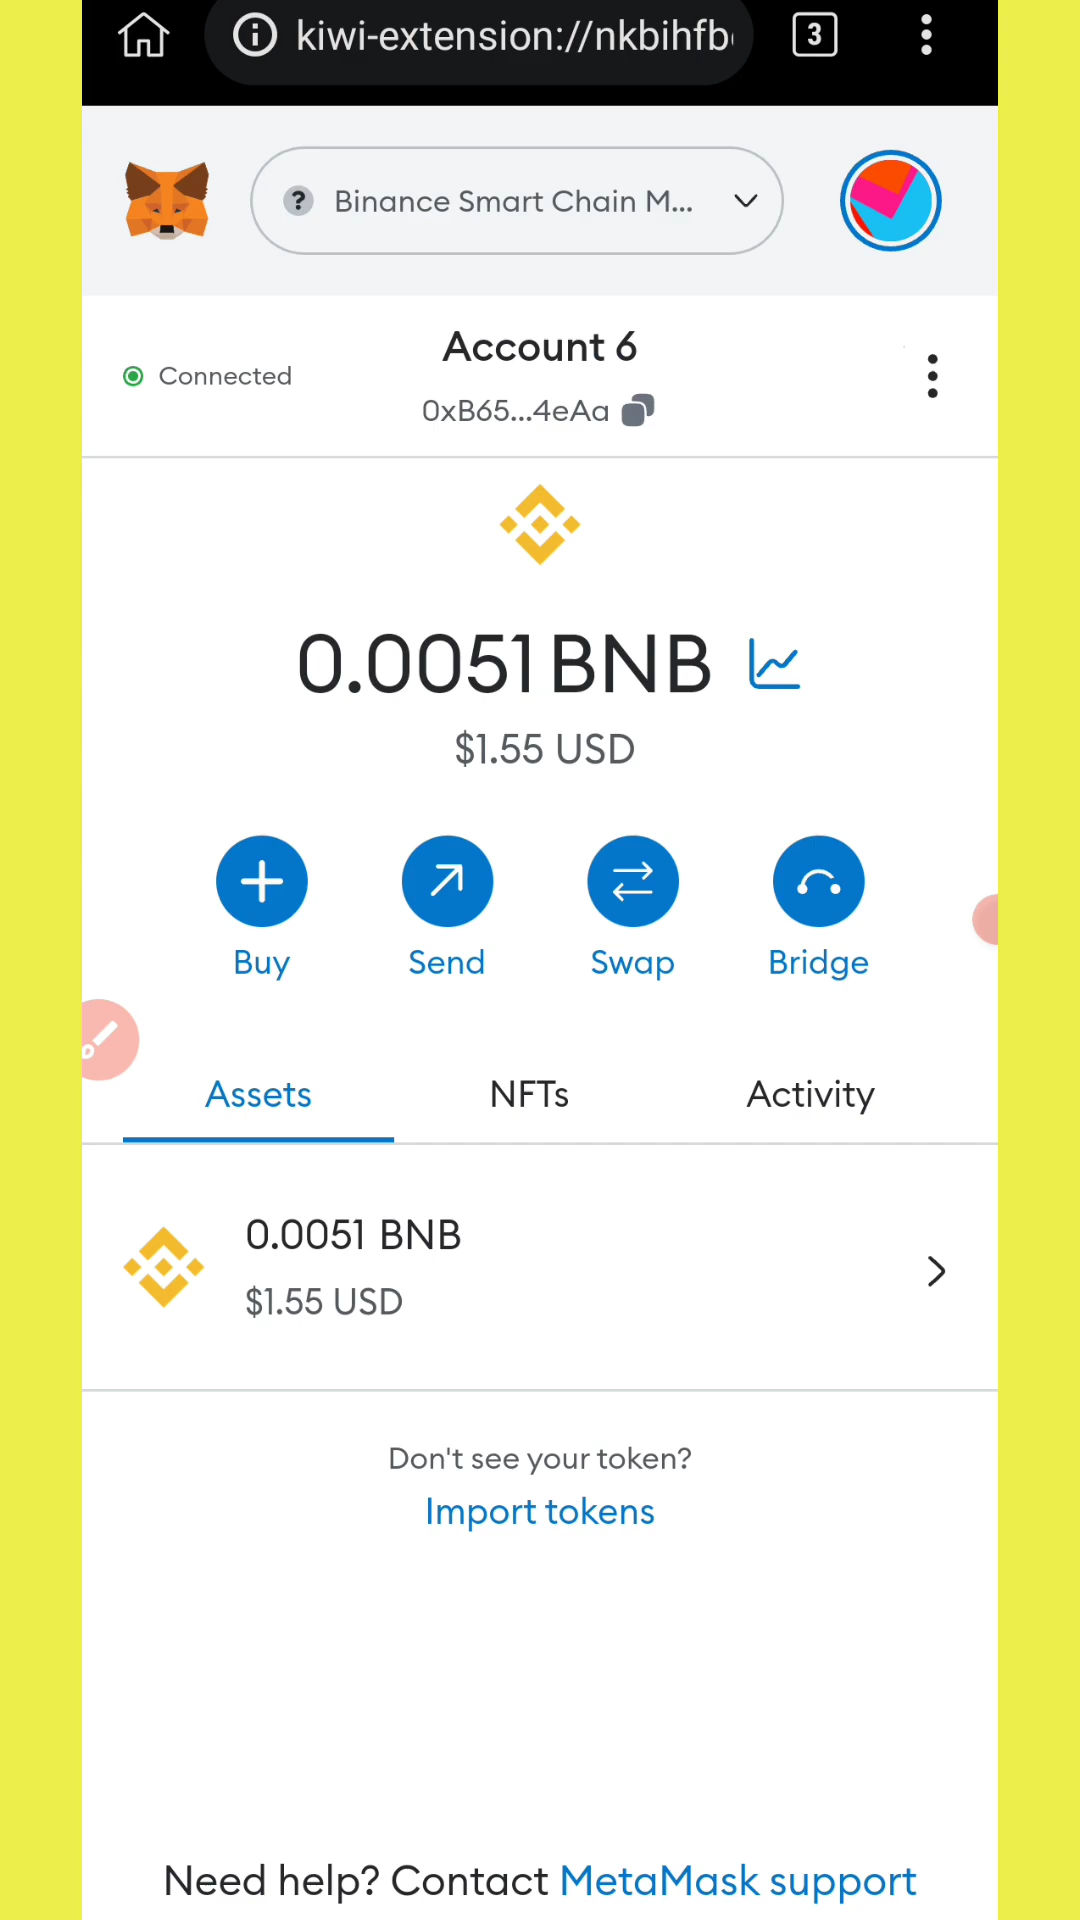 kiwi-extension://nkbihfb
3
? Binance Smart Chain M...
Account 6
Connected
0xB65...4eAa
0.0051 BNB
$1.55 USD
Buy Send Swap Bridge
Assets NFTs Activity
0.0051 BNB
$1.55 USD
Don't see your token?
Import tokens
Need help? Contact MetaMask support